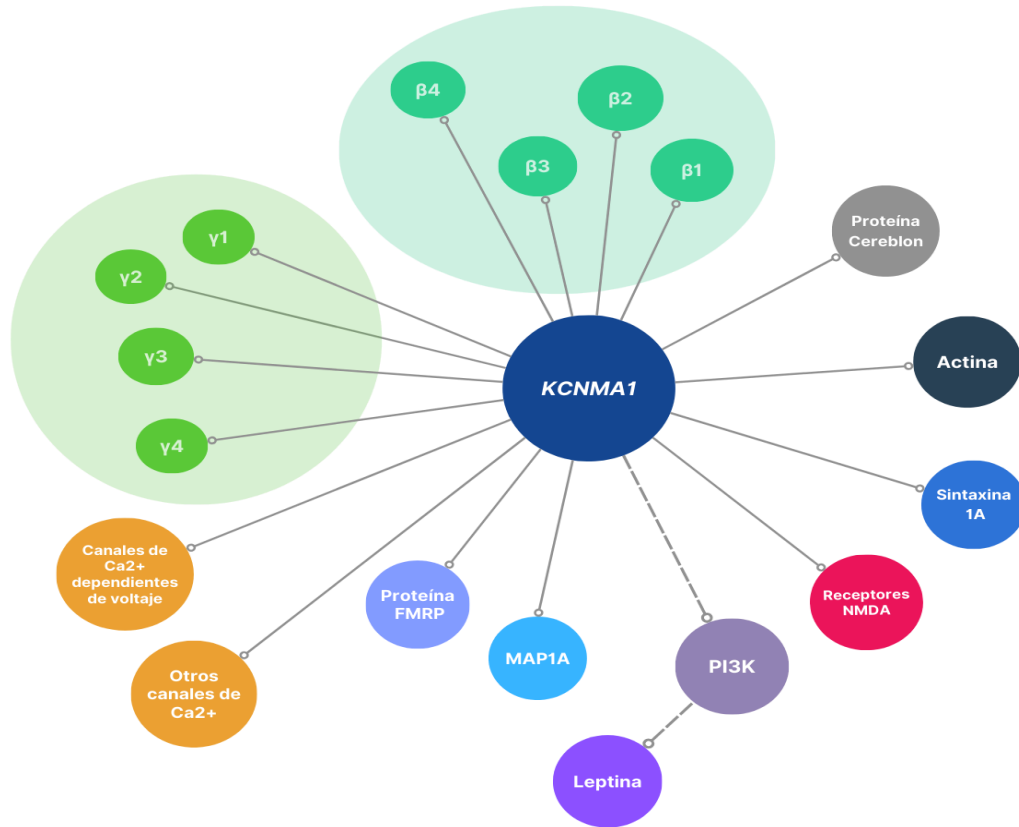 β4
β2
β3
β1
γ1
γ2
γ3
γ4
Proteína
Cereblon
KCNMA1
Actina
Sintaxina
1A
Canales de
Ca2+
dependientes
de voltaje
Proteína
FMRP
Receptores
NMDA
MAP1A
PI3K
Otros
canales de
Ca2+
Leptina